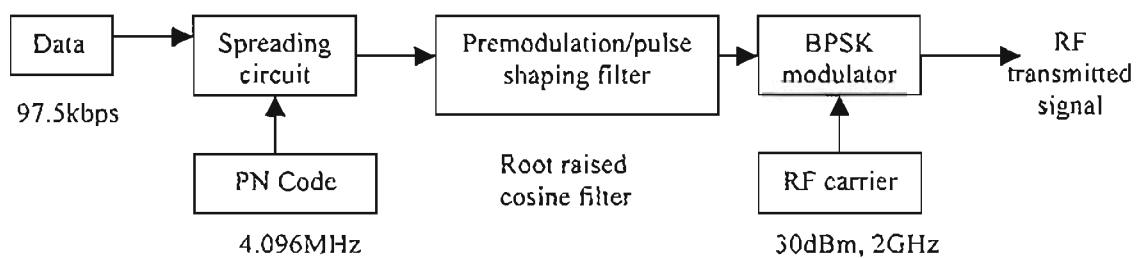 Data
Spreading
circuit
Premodulation/pulse
shaping filter
BPSK
modulator
RF
transmitted
signal
97.5kbps
PN Code
Root raised
cosine filter
RF carrier
4.096MHz
30dBm, 2GHz